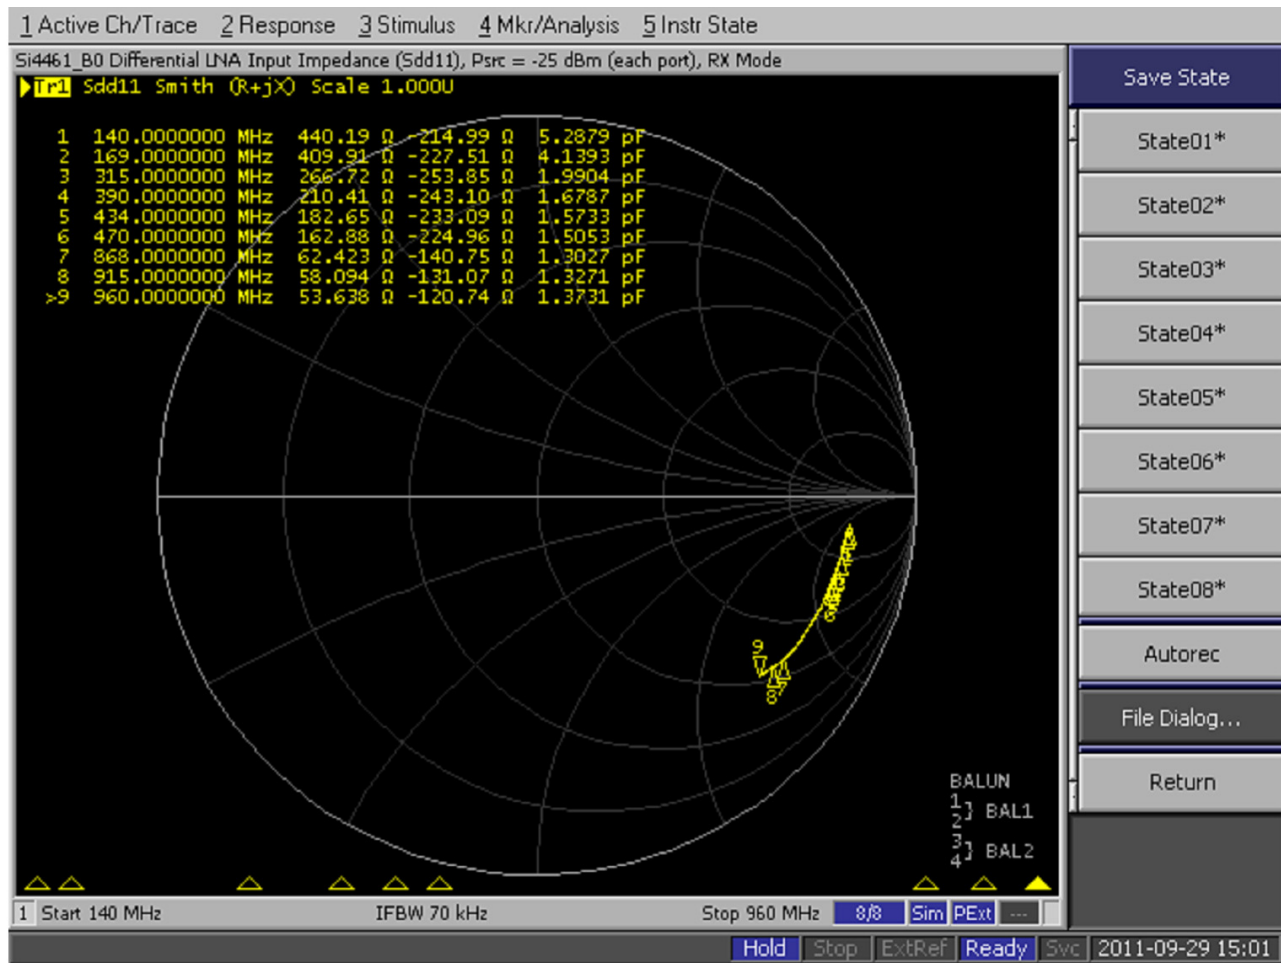 1 Active Ch/Trace 2 Response 3 Stimulus 4 Mkr/Analysis 5 Instr State
Si4461_B0 Differential LNA Input Impedance (Sdd11), Psrc = -25 dBm (each port), RX Mode
Tr1 Sdd11 Smith (R+jX) Scale 1.000U
1 140.0000000 MHz 440.19 Ω -214.99 Ω 5.2879 pF
2 169.0000000 MHz 409.91 Ω -227.51 Ω 4.1393 pF
3 315.0000000 MHz 266.72 Ω -253.85 Ω 1.9904 pF
4 390.0000000 MHz 210.41 Ω -243.10 Ω 1.6787 pF
5 434.0000000 MHz 182.65 Ω -233.09 Ω 1.5733 pF
6 470.0000000 MHz 162.88 Ω -224.96 Ω 1.5053 pF
7 868.0000000 MHz 62.423 Ω -140.75 Ω 1.3027 pF
8 915.0000000 MHz 58.094 Ω -131.07 Ω 1.3271 pF
>9 960.0000000 MHz 53.638 Ω -120.74 Ω 1.3731 pF
9
8
BALUN
1
2} BAL1
3
4} BAL2
1 Start 140 MHz
IFBW 70 kHz
Stop 960 MHz
8/8
Sim
PExt
---
Hold
Stop
ExtRef
Ready
Svc
2011-09-29 15:01
Save State
State01*
State02*
State03*
State04*
State05*
State06*
State07*
State08*
Autorec
File Dialog...
Return